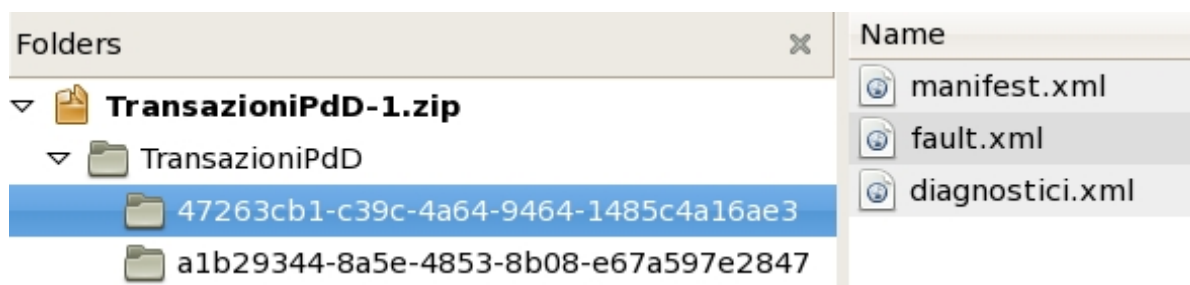 Folders
TransazioniPdD-1.zip
TransazioniPdD
47263cb1-c39c-4a64-9464-1485c4a16ae3
a1b29344-8a5e-4853-8b08-e67a597e2847
Name
manifest.xml
fault.xml
diagnostici.xml